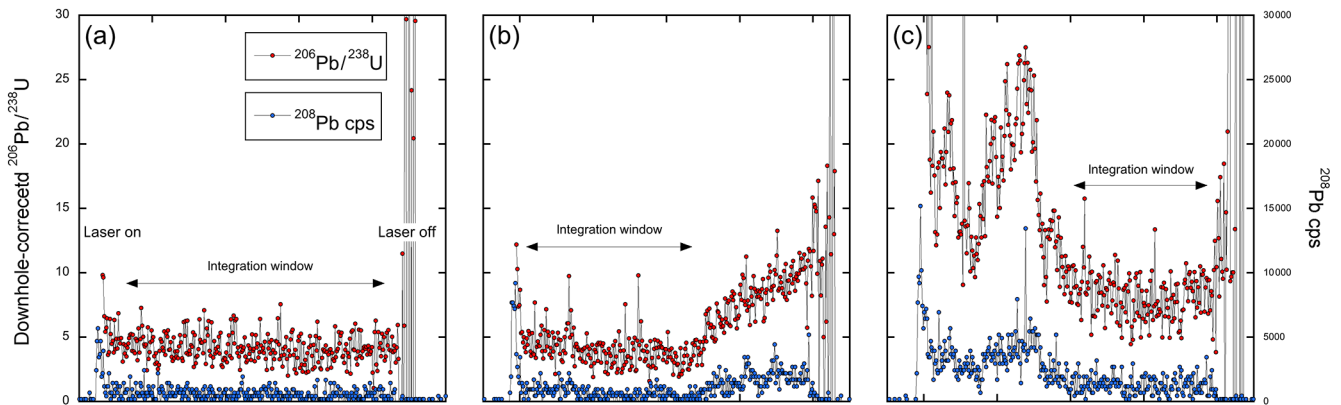 (a)
(b)
(c)
206Pb/238U
208Pb cps
Downhole-correcetd 206Pb/238U
30
25
20
15
10
5
0
Laser on
Laser off
Integration window
Integration window
Integration window
30000
25000
20000
15000
10000
5000
0
208Pb cps